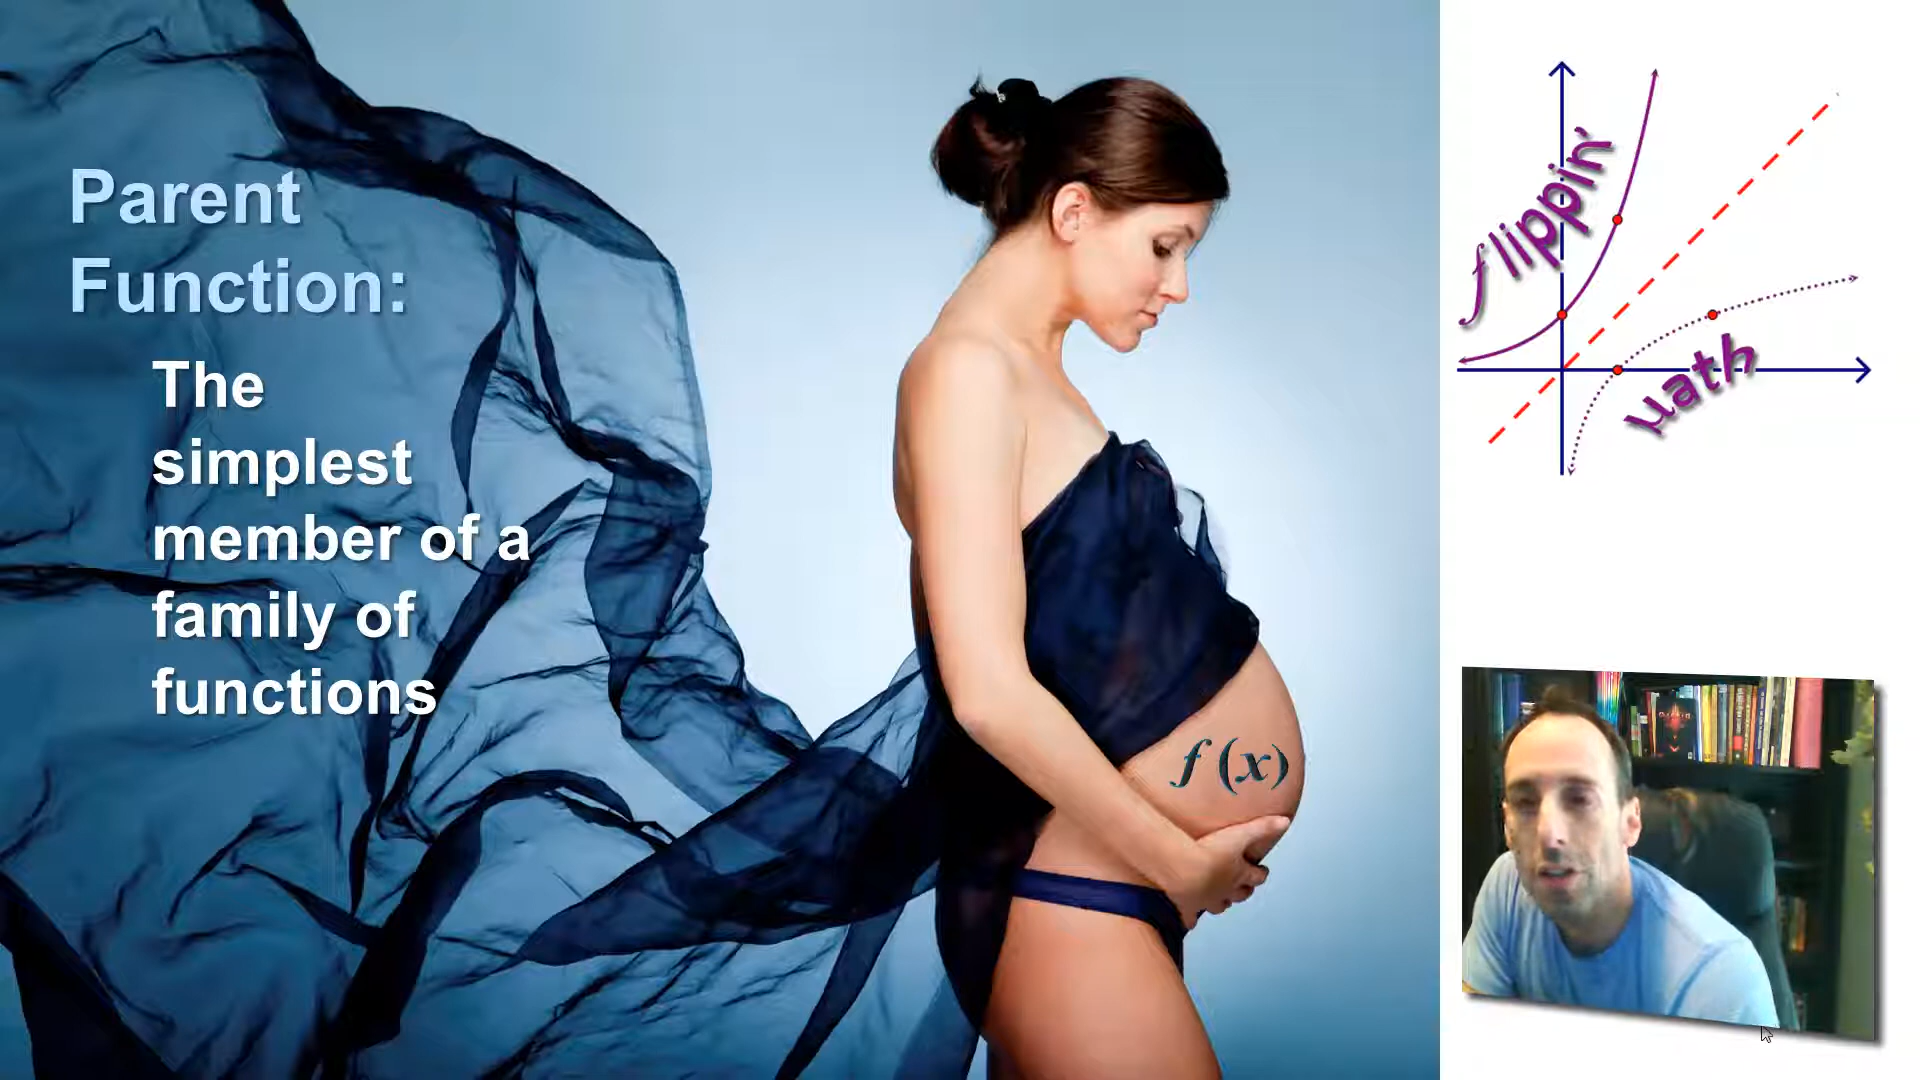 Parent
Function:
The
simplest
member of a
family of
functions
f (x)
flippin'
math